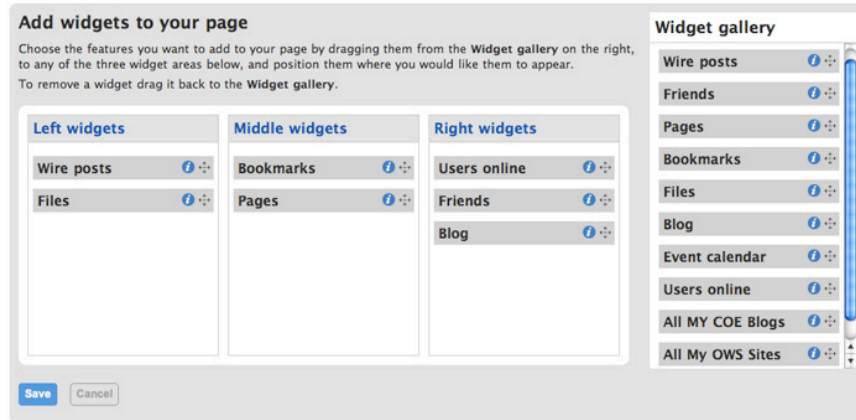 Add widgets to your page
Choose the features you want to add to your page by dragging them from the Widget gallery on the right,
to any of the three widget areas below, and position them where you would like them to appear.
To remove a widget drag it back to the Widget gallery.
Left widgets
Wire posts
Files
Middle widgets
Bookmarks
Pages
Right widgets
Users online
Friends
Blog
Save
Cancel
Widget gallery
Wire posts
Friends
Pages
Bookmarks
Files
Blog
Event calendar
Users online
All MY COE Blogs
All My OWS Sites